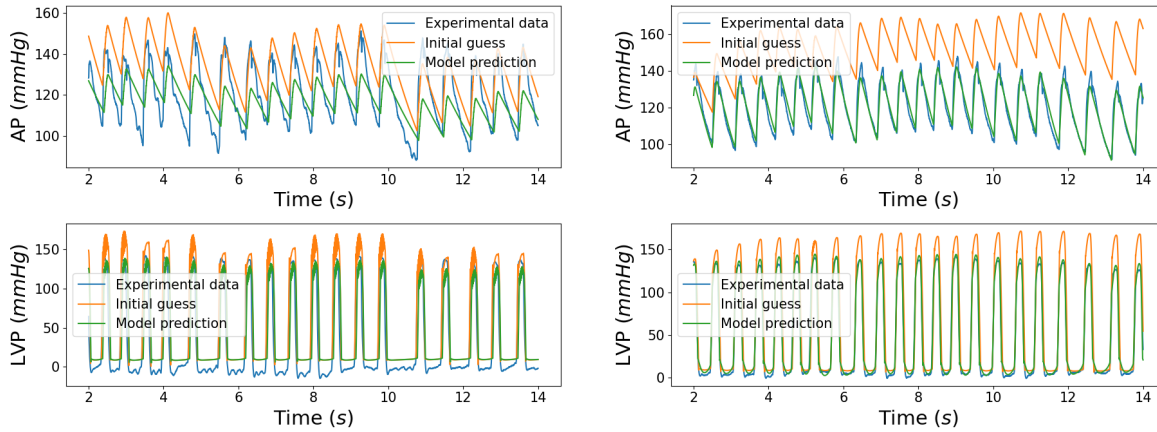 AP (mmHg)
160
140
120
100
Experimental data
Initial guess
Model prediction
2
4
6
8
10
12
14
Time (s)
AP (mmHg)
160
140
120
100
Experimental data
Initial guess
Model prediction
2
4
6
8
10
12
14
Time (s)
LVP (mmHg)
150
100
50
0
Experimental data
Initial guess
Model prediction
2
4
6
8
10
12
14
Time (s)
LVP (mmHg)
150
100
50
0
Experimental data
Initial guess
Model prediction
2
4
6
8
10
12
14
Time (s)